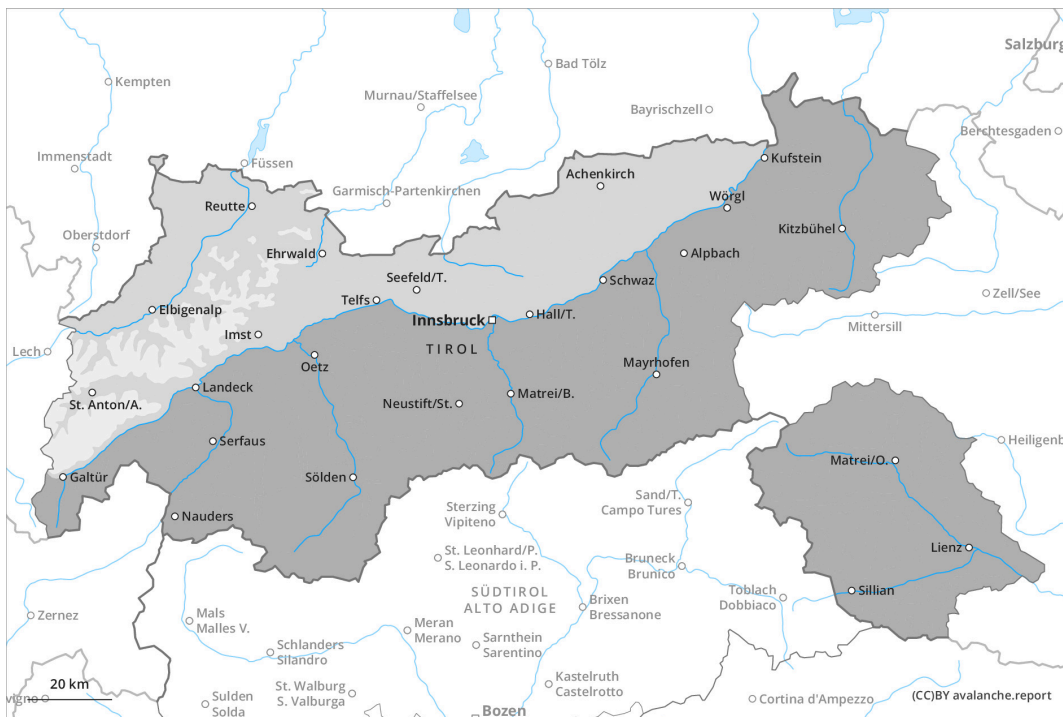 Salzburg
Kempten
Bad Tölz
Murnau/Staffelsee
Bayrischzell
Berchtesgaden
Immenstadt
Füssen
Kufstein
Achenkirch
Garmisch-Partenkirchen
Reutte
Wörgl
Kitzbühel
Oberstdorf
Ehrwald
Alpbach
Seefeld/T.
Schwaz
Zell/See
Telfs
Elbigenalp
Innsbruck
Hall/T.
Mittersill
Imst
Lech
TIROL
Oetz
Mayrhofen
Landeck
Matrei/B.
St. Anton/A.
Neustift/St.
Serfaus
Heiligenb
Matrei/O.
Galtür
Sölden
Sand/T.
Campo Tures
Sterzing
Vipiteno
Nauders
Lienz
St. Leonhard/P.
S. Leonardo i. P.
Bruneck
Brunico
SÜDTIROL
ALTO ADIGE
Sillian
Toblach
Dobbiaco
Brixen
Bressanone
Zernez
Mals
Malles V.
Meran
Merano
Sarnthein
Sarentino
Schlanders
Silandro
Kastelruth
Castelrotto
20 km
vigno
St. Walburg
S. Valburga
Sulden
Solda
Cortina d'Ampezzo
(CC)BY avalanche.report
Bozen